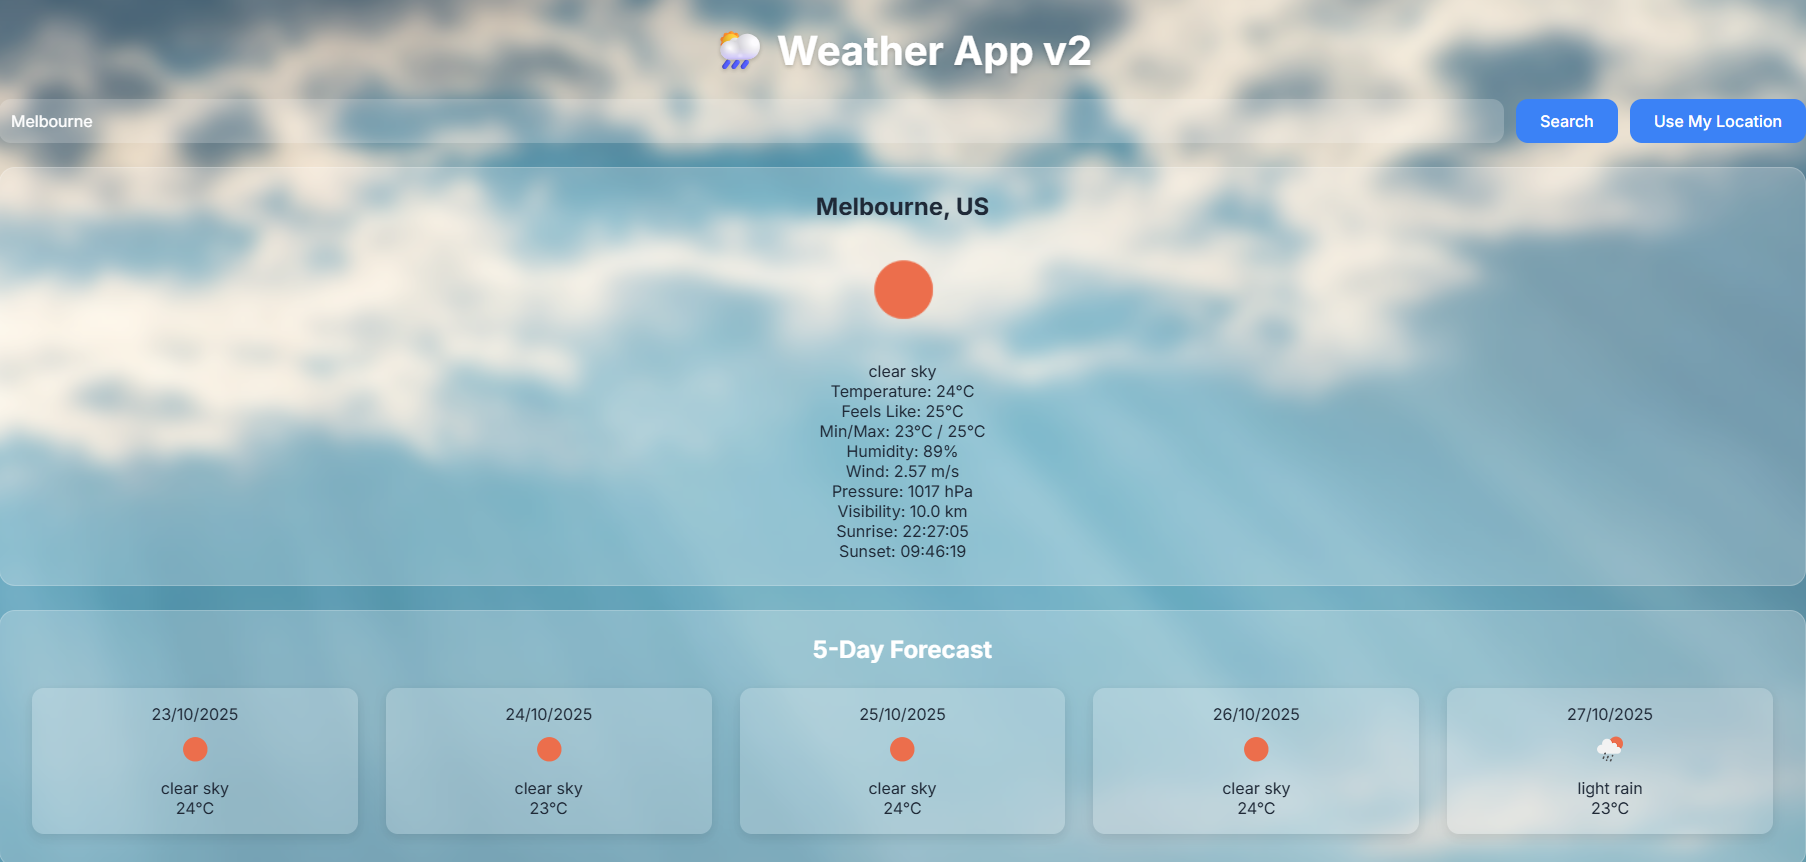 Weather App v2
Melbourne
Search
Use My Location
Melbourne, US
clear sky
Temperature: 24°C
Feels Like: 25°C
Min/Max: 23°C / 25°C
Humidity: 89%
Wind: 2.57 m/s
Pressure: 1017 hPa
Visibility: 10.0 km
Sunrise: 22:27:05
Sunset: 09:46:19
5-Day Forecast
23/10/2025
clear sky
24°C
24/10/2025
clear sky
23°C
25/10/2025
clear sky
24°C
26/10/2025
clear sky
24°C
27/10/2025
light rain
23°C